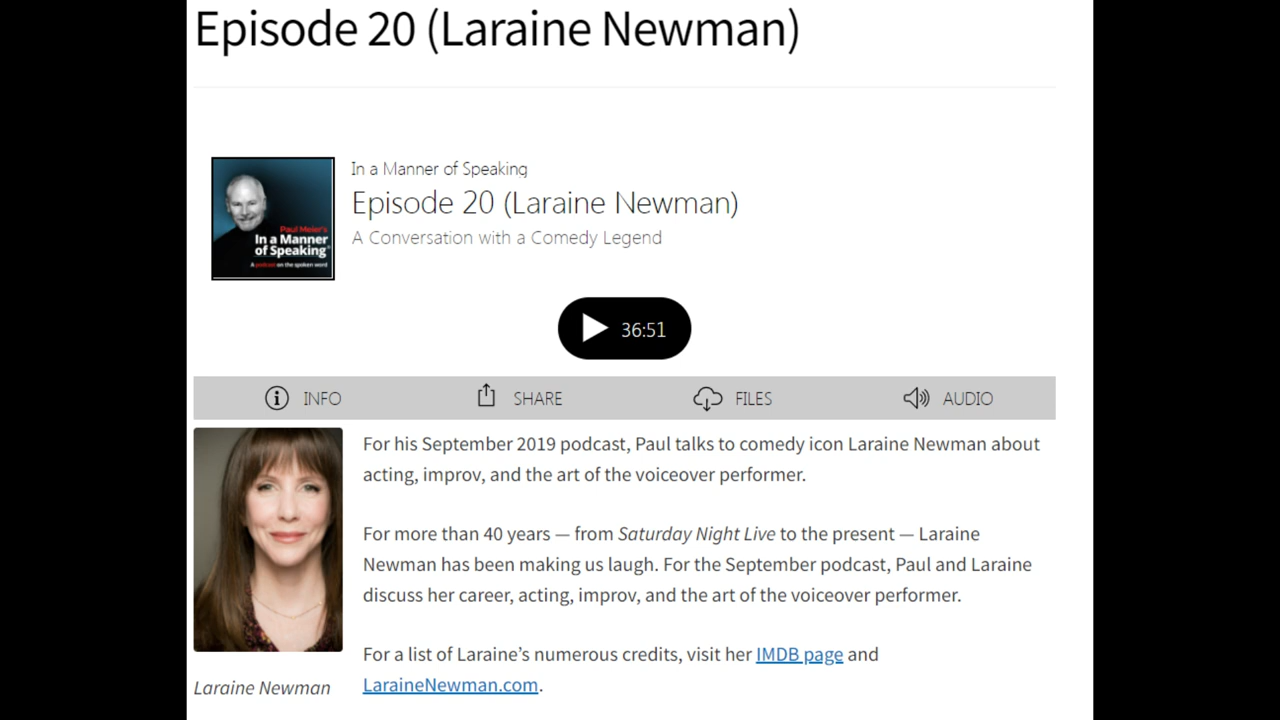 Episode 20 (Laraine Newman)
In a Manner of Speaking
Episode 20 (Laraine Newman)
A Conversation with a Comedy Legend
Paul Meier's
In a Manner
of Speaking
A podcast on the spoken word
36:51
INFO
SHARE
FILES
AUDIO
For his September 2019 podcast, Paul talks to comedy icon Laraine Newman about
acting, improv, and the art of the voiceover performer.
For more than 40 years — from Saturday Night Live to the present — Laraine
Newman has been making us laugh. For the September podcast, Paul and Laraine
discuss her career, acting, improv, and the art of the voiceover performer.
For a list of Laraine’s numerous credits, visit her IMDB page and
LaraineNewman.com.
Laraine Newman